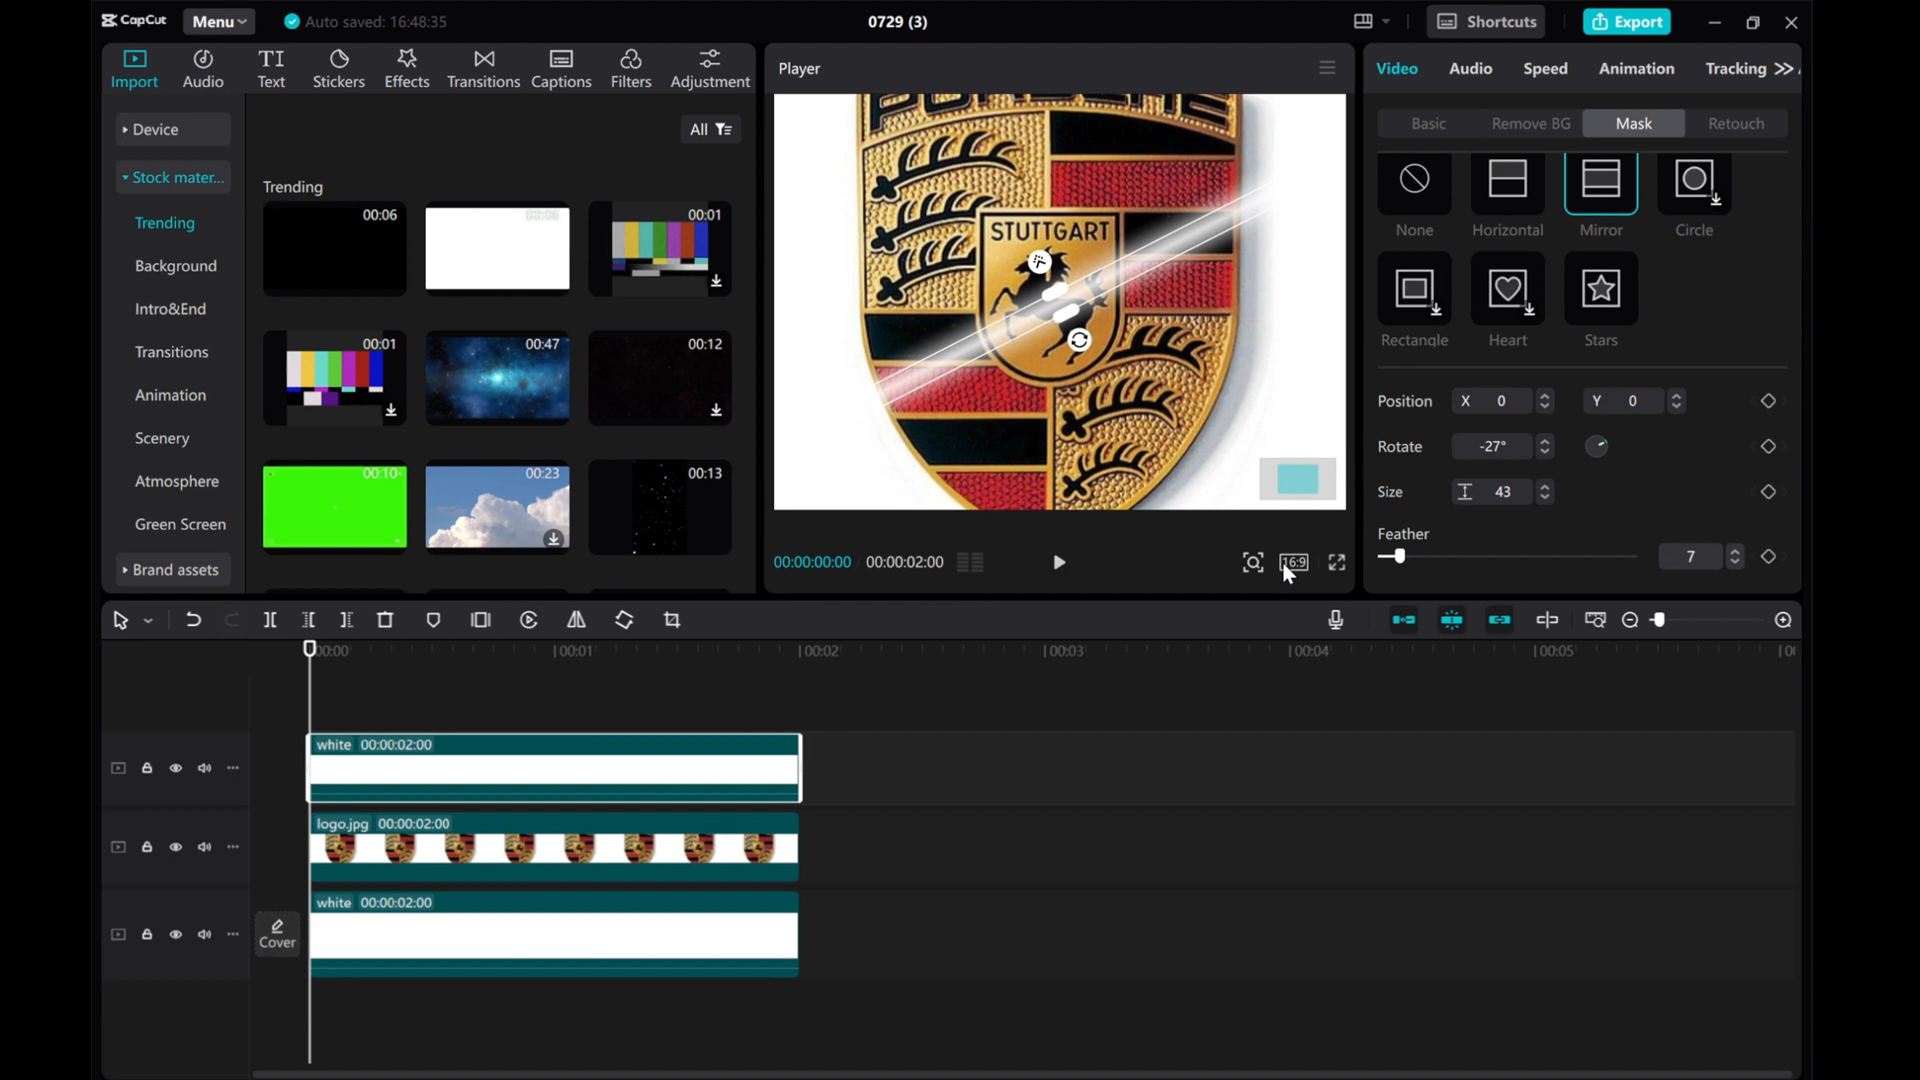 CapCut
Menu
Auto saved: 16:48:35
0729 (3)
Shortcuts
Export
Import
Audio
TI
Text
Stickers
Effects
Transitions
Captions
Filters
Adjustment
Player
Video
Audio
Speed
Animation
Tracking
Device
Stock mater...
Trending
Background
Intro&End
Transitions
Animation
Scenery
Atmosphere
Green Screen
Brand assets
All
Trending
00:06
00:06
00:01
00:01
00:47
00:12
00:10
00:23
00:13
STUTTGART
00:00:00:00
00:00:02:00
16:9
Basic
Remove BG
Mask
Retouch
None
Horizontal
Mirror
Circle
Rectangle
Heart
Stars
Position
X 0
Y 0
Rotate
-27°
Size
43
Feather
7
00:00
00:01
00:02
00:03
00:04
00:05
white 00:00:02:00
logo.jpg 00:00:02:00
white 00:00:02:00
Cover